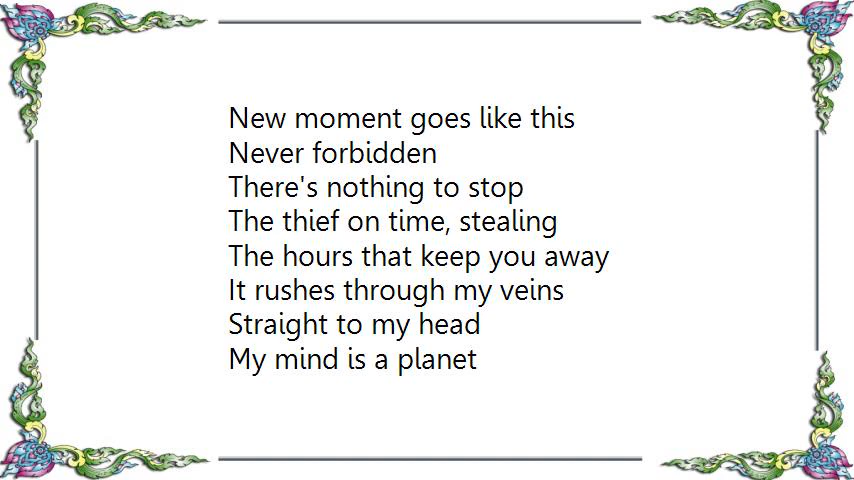 New moment goes like this
Never forbidden
There's nothing to stop
The thief on time, stealing
The hours that keep you away
It rushes through my veins
Straight to my head
My mind is a planet